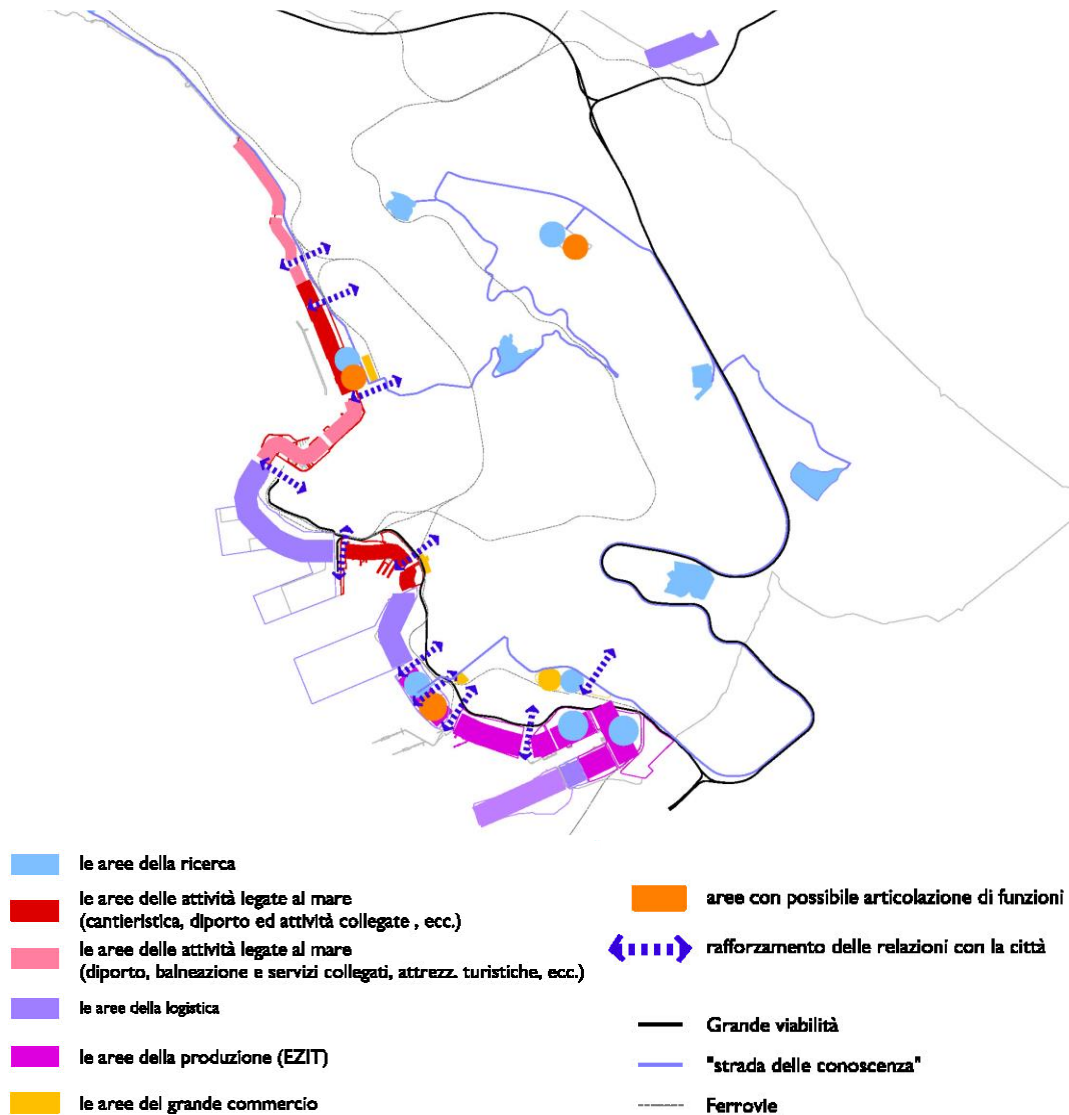 le aree della ricerca
le aree delle attività legate al mare
(cantieristica, diporto ed attività collegate , ecc.)
le aree delle attività legate al mare
(diporto, balneazione e servizi collegati, attrezz. turistiche, ecc.)
le aree della logistica
le aree della produzione (EZIT)
le aree del grande commercio
aree con possibile articolazione di funzioni
rafforzamento delle relazioni con la città
Grande viabilità
"strada delle conoscenza"
Ferrovie